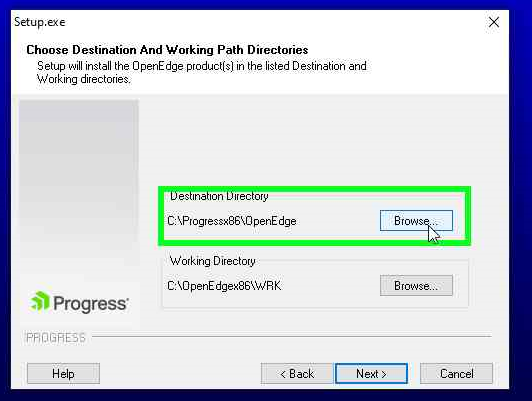 Setup.exe
Choose Destination And Working Path Directories
Setup will install the OpenEdge product(s) in the listed Destination and
Working directories.
Destination Directory
C:\Progressx86\OpenEdge
Browse...
Working Directory
C:\OpenEdgex86\WRK
Browse...
Progress
PROGRESS
Help
< Back
Next >
Cancel